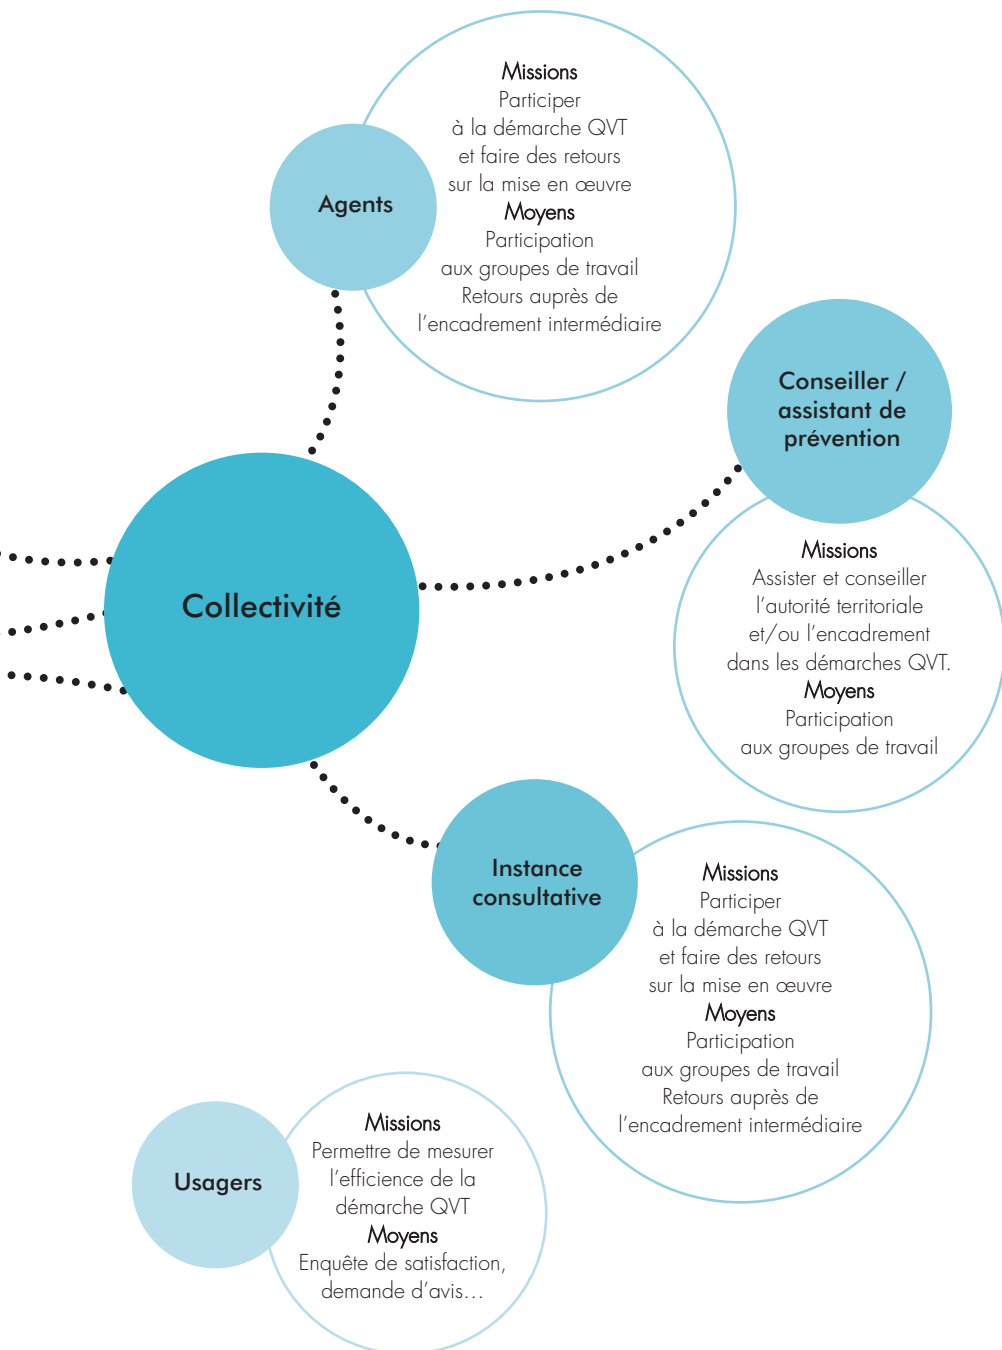 Missions
Participer
à la démarche QVT
et faire des retours
sur la mise en œuvre
Moyens
Participation
aux groupes de travail
Retours auprès de
l’encadrement intermédiaire
Agents
Conseiller /
assistant de
prévention
Missions
Assister et conseiller
l’autorité territoriale
et/ou l’encadrement
dans les démarches QVT.
Moyens
Participation
aux groupes de travail
Collectivité
Instance
consultative
Missions
Participer
à la démarche QVT
et faire des retours
sur la mise en œuvre
Moyens
Participation
aux groupes de travail
Retours auprès de
l’encadrement intermédiaire
Usagers
Missions
Permettre de mesurer
l’efficience de la
démarche QVT
Moyens
Enquête de satisfaction,
demande d’avis…